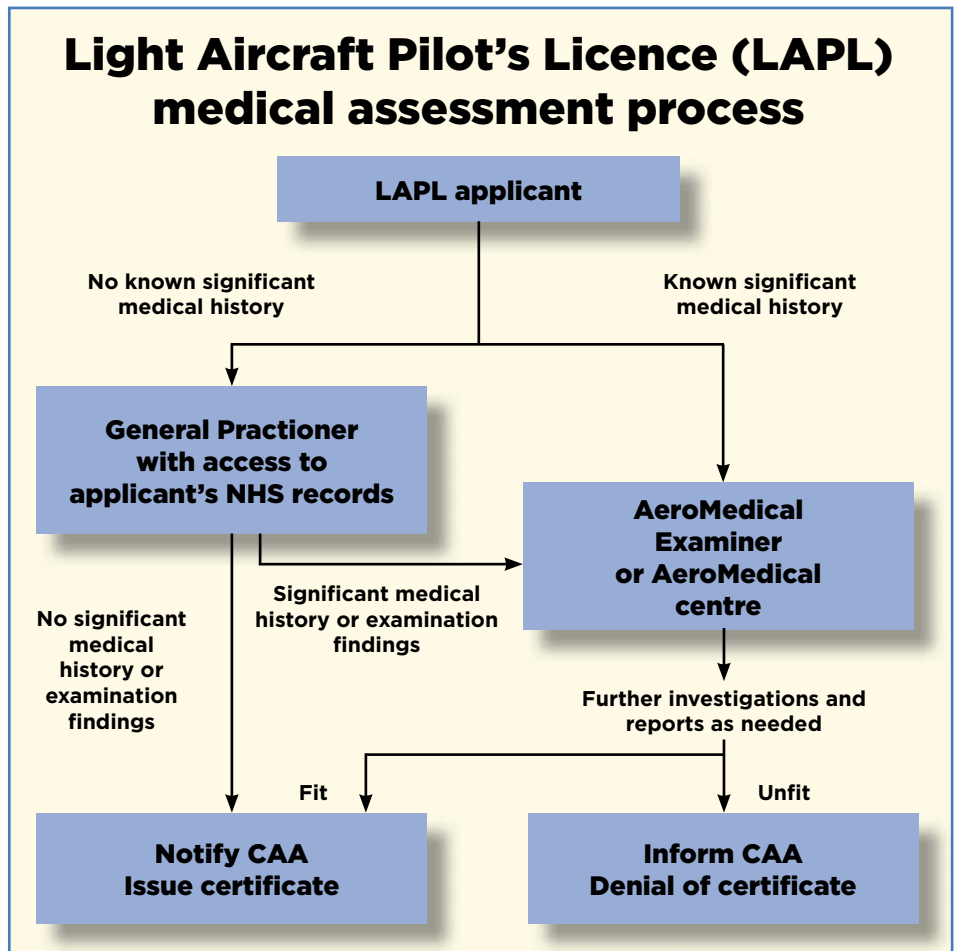 Light Aircraft Pilot’s Licence (LAPL)
medical assessment process
LAPL applicant
No known significant
medical history
Known significant
medical history
General Practioner
with access to
applicant’s NHS records
AeroMedical
Examiner
or AeroMedical
centre
Significant medical
history or examination
findings
No significant
medical
history or
examination
findings
Further investigations and
reports as needed
Fit
Unfit
Notify CAA
Issue certificate
Inform CAA
Denial of certificate